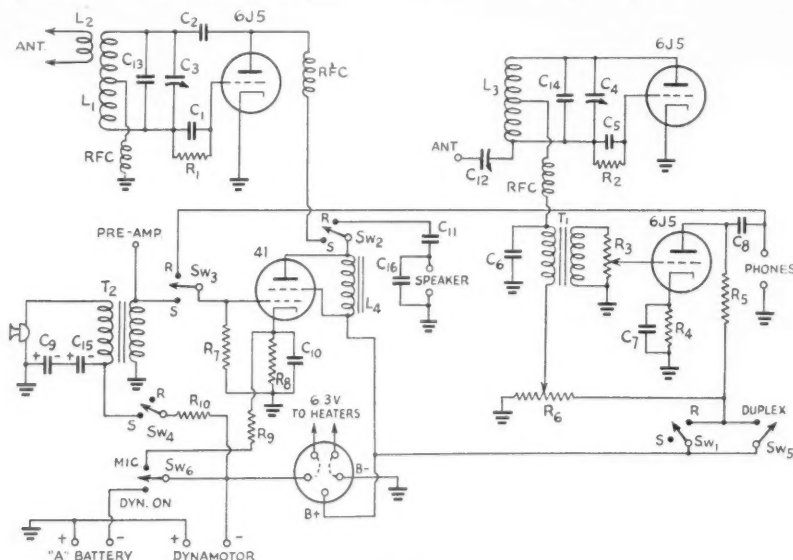 L2
ANT.
C2
6J5
C13
C3
L1
C1
R1
RFC
RFC
L3
C14
C4
6J5
C5
R2
ANT
C12
RFC
PRE-AMP.
R
S
SW3
41
R
S
SW2
C11
C16
SPEAKER
L4
T1
6J5
C6
R3
C8
PHONES
R5
C7
R4
T2
C9
C15
R7
R8
C10
R6
R
S
SW4
R10
R9
6.3V
TO HEATERS
B-
B+
R
S
SW1
DUPLEX
SW5
MIC
SW6
DYN. ON
+ -
"A" BATTERY
+ -
DYNAMOTOR